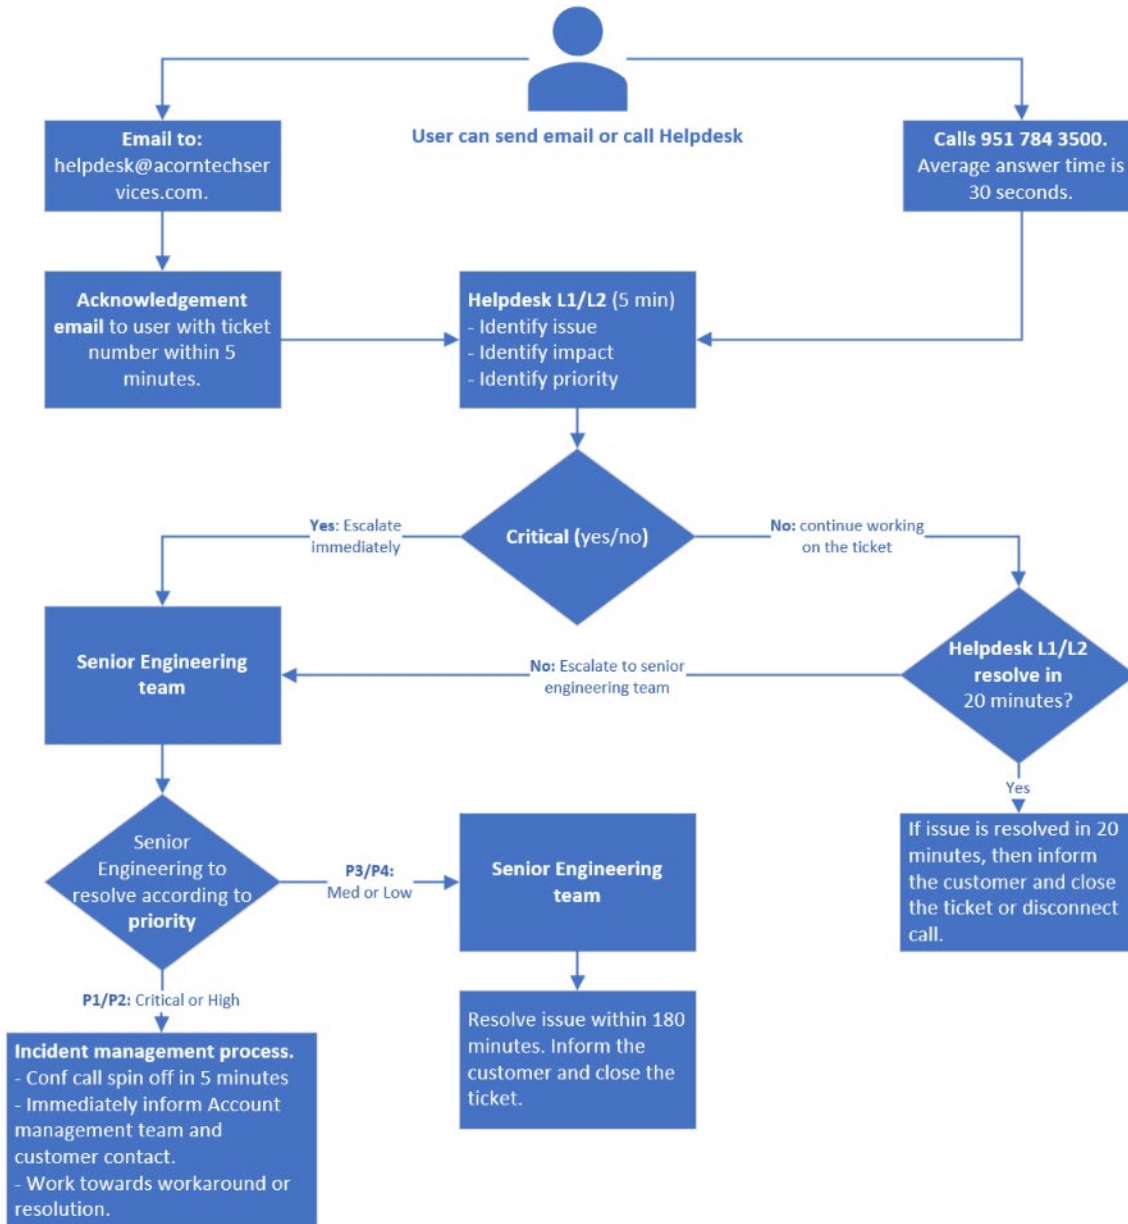 User can send email or call Helpdesk
Email to:
helpdesk@acorntechser
vices.com.
Calls 951 784 3500.
Average answer time is
30 seconds.
Acknowledgement
email to user with ticket
number within 5
minutes.
Helpdesk L1/L2 (5 min)
- Identify issue
- Identify impact
- Identify priority
Critical (yes/no)
Yes: Escalate
immediately
No: continue working
on the ticket
Senior Engineering
team
No: Escalate to senior
engineering team
Helpdesk L1/L2
resolve in
20 minutes?
Yes
If issue is resolved in 20
minutes, then inform
the customer and close
the ticket or disconnect
call.
Senior
Engineering to
resolve according to
priority
P3/P4:
Med or Low
Senior Engineering
team
Resolve issue within 180
minutes. Inform the
customer and close the
ticket.
P1/P2: Critical or High
Incident management process.
- Conf call spin off in 5 minutes
- Immediately inform Account
management team and
customer contact.
- Work towards workaround or
resolution.